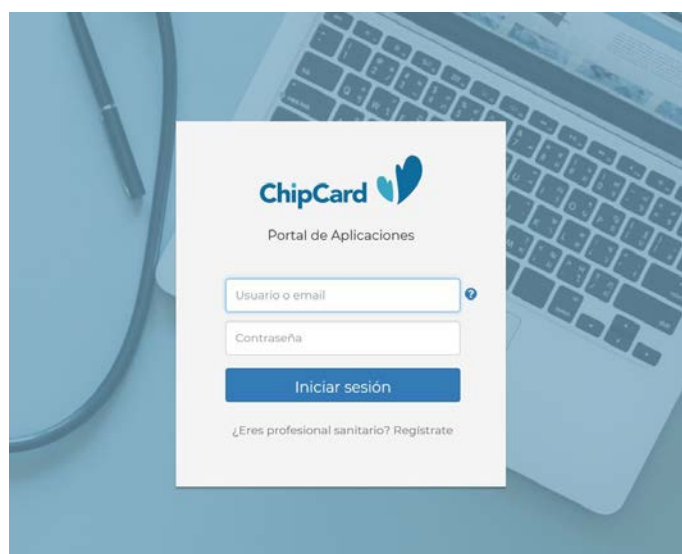 ChipCard
Portal de Aplicaciones
Usuario o email
Contraseña
Iniciar sesión
¿Eres profesional sanitario? Regístrate